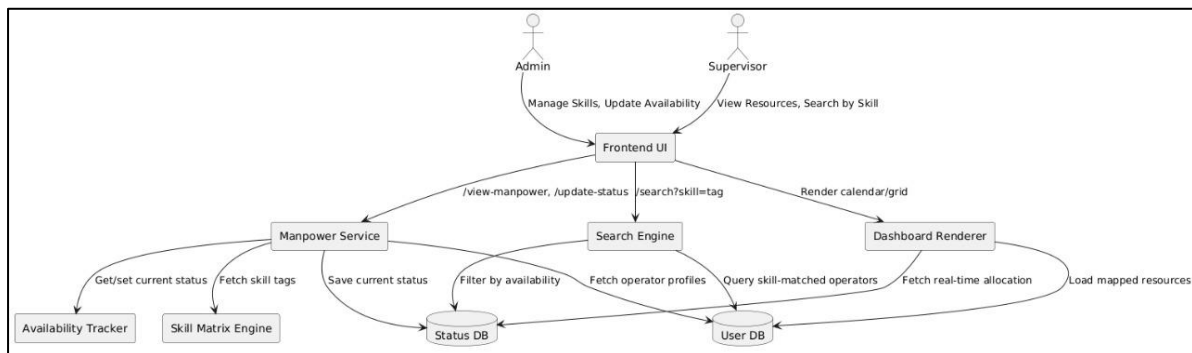 Admin
Supervisor
Manage Skills, Update Availability
View Resources, Search by Skill
Frontend UI
/view-manpower, /update-status
/search?skill=tag
Render calendar/grid
Manpower Service
Search Engine
Dashboard Renderer
Get/set current status
Fetch skill tags
Save current status
Filter by availability
Fetch operator profiles
Query skill-matched operators
Fetch real-time allocation
Load mapped resources
Availability Tracker
Skill Matrix Engine
Status DB
User DB